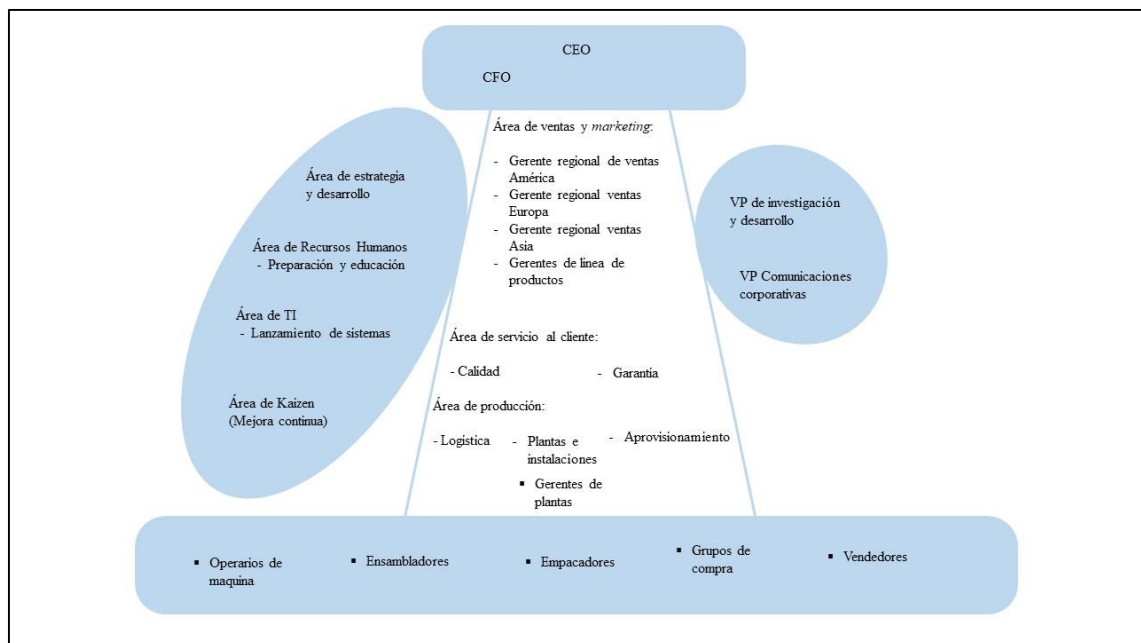 CEO
CFO
Área de estrategia
y desarrollo
Área de Recursos Humanos
- Preparación y educación
Área de TI
- Lanzamiento de sistemas
Área de Kaizen
(Mejora continua)
Área de ventas y marketing:
- Gerente regional de ventas
América
- Gerente regional ventas
Europa
- Gerente regional ventas
Asia
- Gerentes de línea de
productos
Área de servicio al cliente:
- Calidad
- Garantía
Área de producción:
- Logística
- Plantas e
instalaciones
▪ Gerentes de
plantas
- Aprovisionamiento
VP de investigación
y desarrollo
VP Comunicaciones
corporativas
▪ Operarios de
maquina
▪ Ensambladores
▪ Empacadores
▪ Grupos de
compra
▪ Vendedores